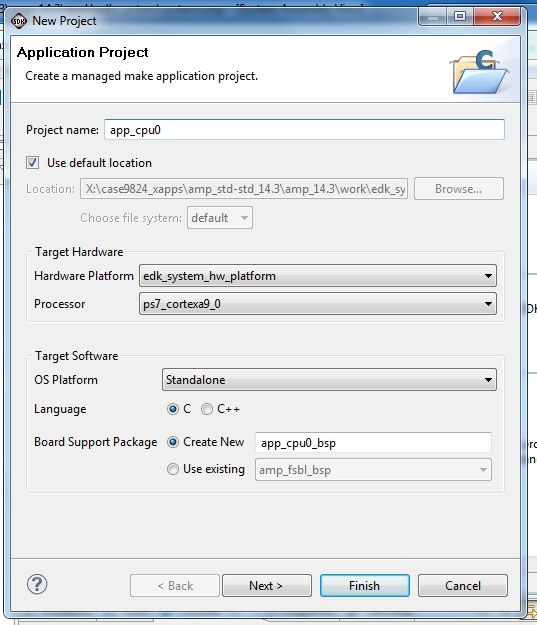 SDK New Project
Application Project
Create a managed make application project.
C
Project name: app_cpu0
Use default location
Location: X:\case9824_xapps\amp_std-std_14.3\amp_14.3\work\edk_sy Browse...
Choose file system: default
Target Hardware
Hardware Platform edk_system_hw_platform
Processor ps7_cortexa9_0
Target Software
OS Platform Standalone
Language C C++
Board Support Package Create New app_cpu0_bsp
Use existing amp_fsbl_bsp
? < Back Next > Finish Cancel